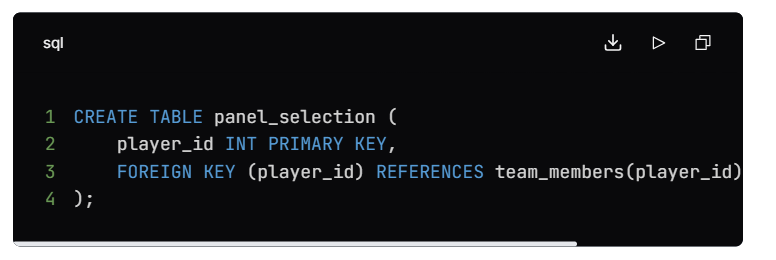 sql
1 CREATE TABLE panel_selection (
2     player_id INT PRIMARY KEY,
3     FOREIGN KEY (player_id) REFERENCES team_members(player_id)
4 );